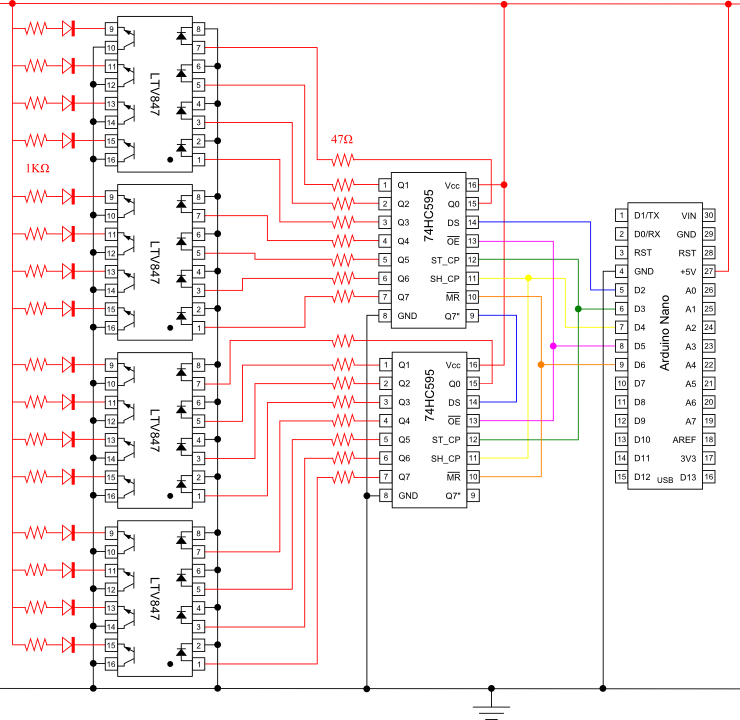 9 8
10 7
11 6
12 5
13 4
14 3
15 2
16 1
LTV847
1KΩ
47Ω
9 8
10 7
11 6
12 5
13 4
14 3
15 2
16 1
LTV847
9 8
10 7
11 6
12 5
13 4
14 3
15 2
16 1
LTV847
9 8
10 7
11 6
12 5
13 4
14 3
15 2
16 1
LTV847
74HC595
1 Q1 Vcc 16
2 Q2 Q0 15
3 Q3 DS 14
4 Q4 OE 13
5 Q5 ST_CP 12
6 Q6 SH_CP 11
7 Q7 MR 10
8 GND Q7" 9
74HC595
1 Q1 Vcc 16
2 Q2 Q0 15
3 Q3 DS 14
4 Q4 OE 13
5 Q5 ST_CP 12
6 Q6 SH_CP 11
7 Q7 MR 10
8 GND Q7" 9
Arduino Nano
1 D1/TX VIN 30
2 D0/RX GND 29
3 RST RST 28
4 GND +5V 27
5 D2 A0 26
6 D3 A1 25
7 D4 A2 24
8 D5 A3 23
9 D6 A4 22
10 D7 A5 21
11 D8 A6 20
12 D9 A7 19
13 D10 AREF 18
14 D11 3V3 17
15 D12 USB D13 16